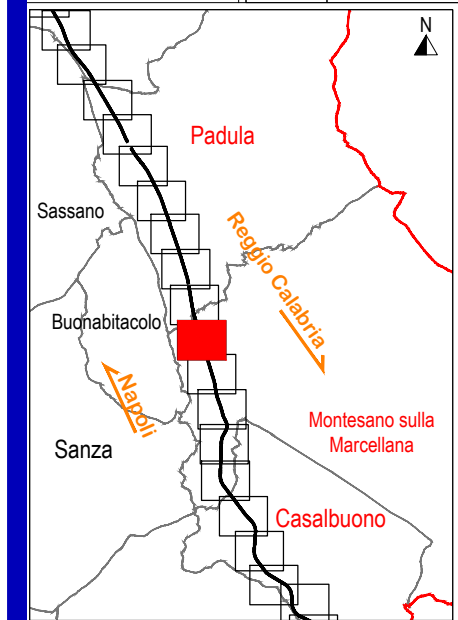 N
Padula
Sassano
Reggio Calabria
Buonabitacolo
Napoli
Montesano sulla
Marcellana
Sanza
Casalbuono